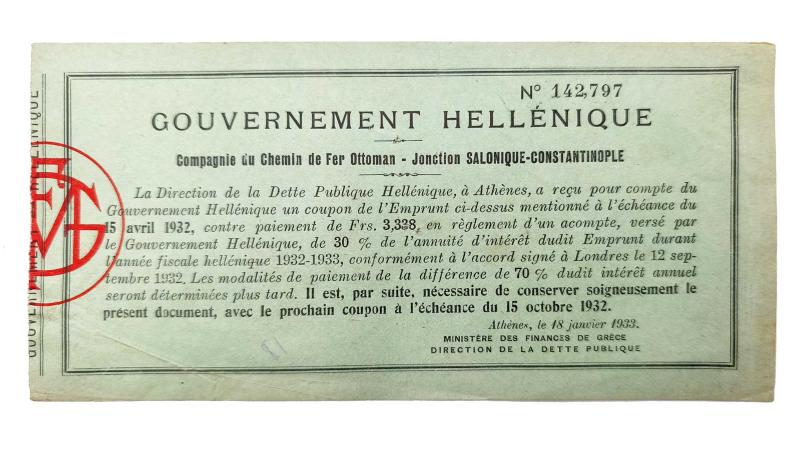 Nº 142,797
GOUVERNEMENT HELLÉNIQUE
Compagnie du Chemin de Fer Ottoman - Jonction SALONIQUE-CONSTANTINOPLE
La Direction de la Dette Publique Hellénique, à Athènes, a reçu pour compte du
Gouvernement Hellénique un coupon de l'Emprunt ci-dessus mentionné à l'échéance du
15 avril 1932, contre paiement de Frs. 3,338, en règlement d'un acompte, versé par
le Gouvernement Hellénique, de 30 % de l'annuité d'intérêt dudit Emprunt durant
l'année fiscale hellénique 1932-1933, conformément à l'accord signé à Londres le 12 sep-
tembre 1932. Les modalités de paiement de la différence de 70 % dudit intérêt annuel
seront déterminées plus tard. Il est, par suite, nécessaire de conserver soigneusement le
présent document, avec le prochain coupon à l'échéance du 15 octobre 1932.
Athènes, le 18 janvier 1933.
MINISTÈRE DES FINANCES DE GRÈCE
DIRECTION DE LA DETTE PUBLIQUE